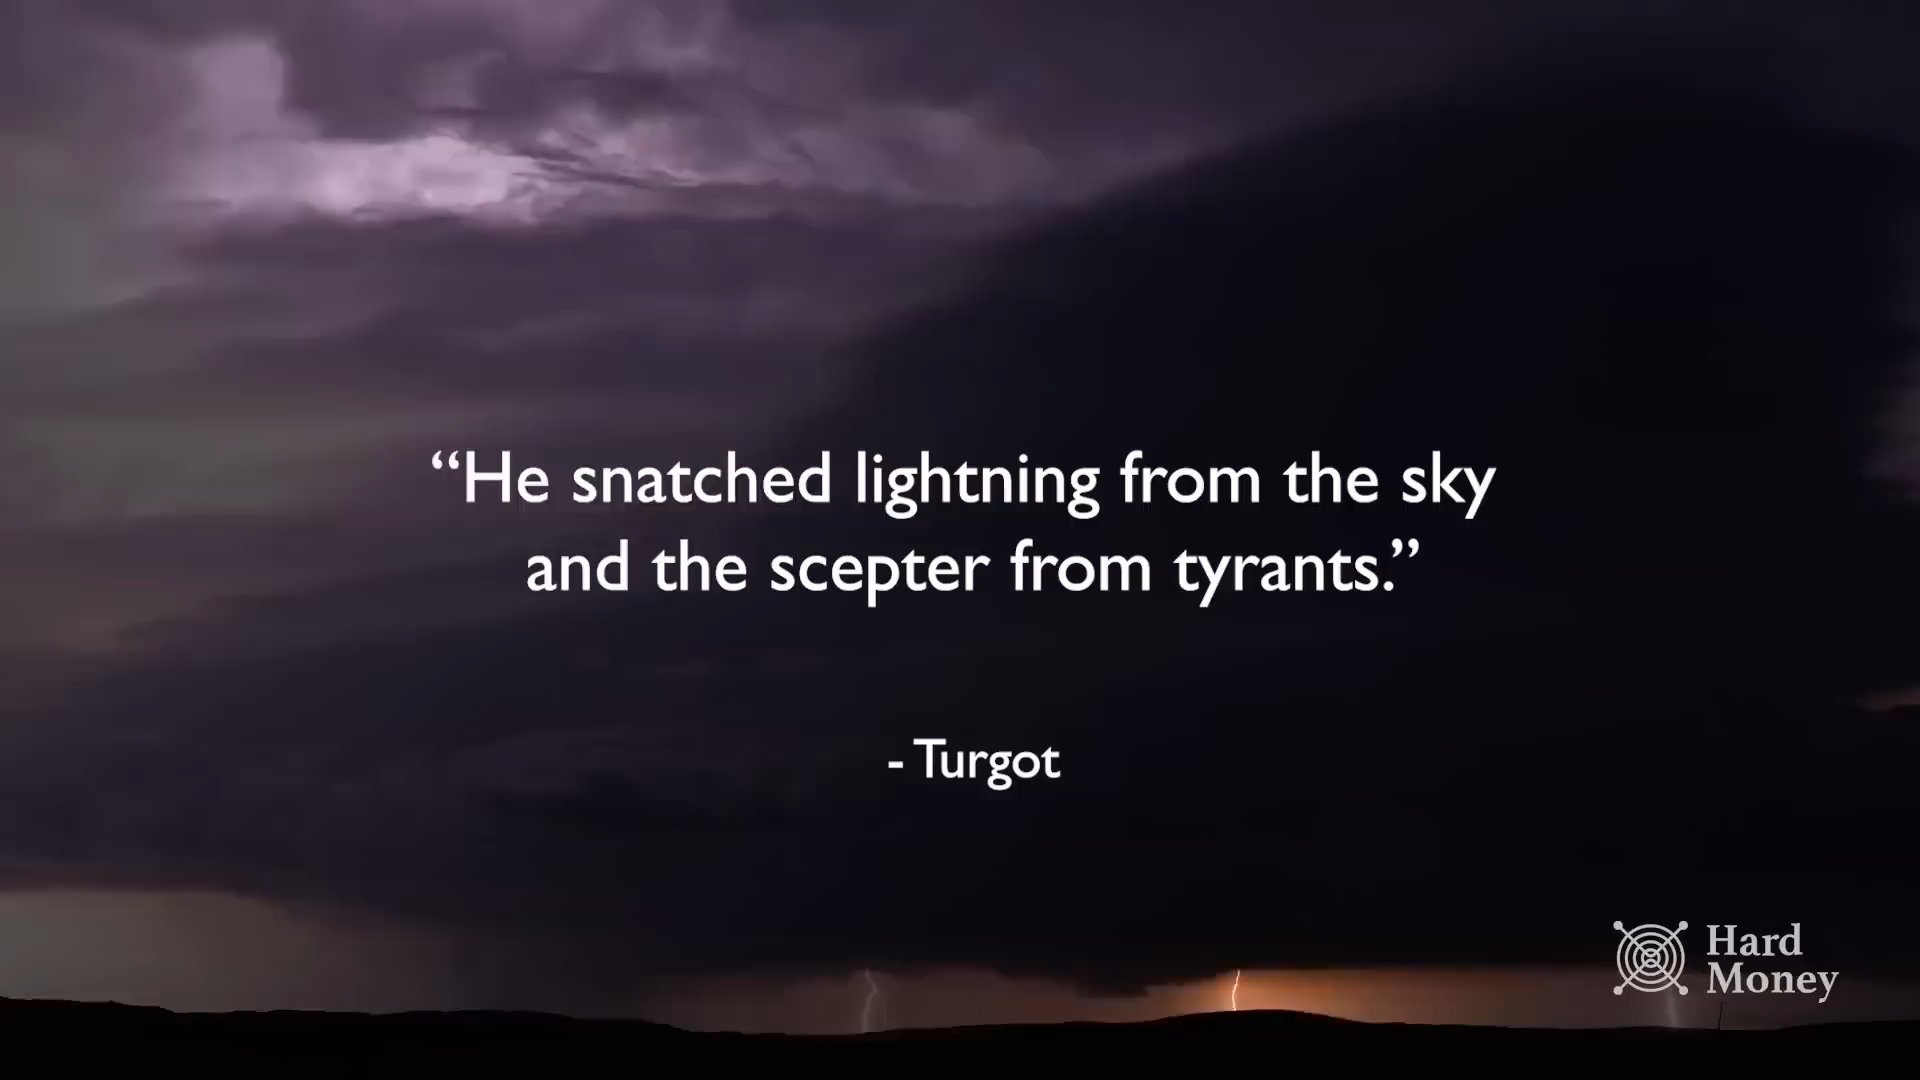 “He snatched lightning from the sky
and the scepter from tyrants.”
- Turgot
Hard
Money